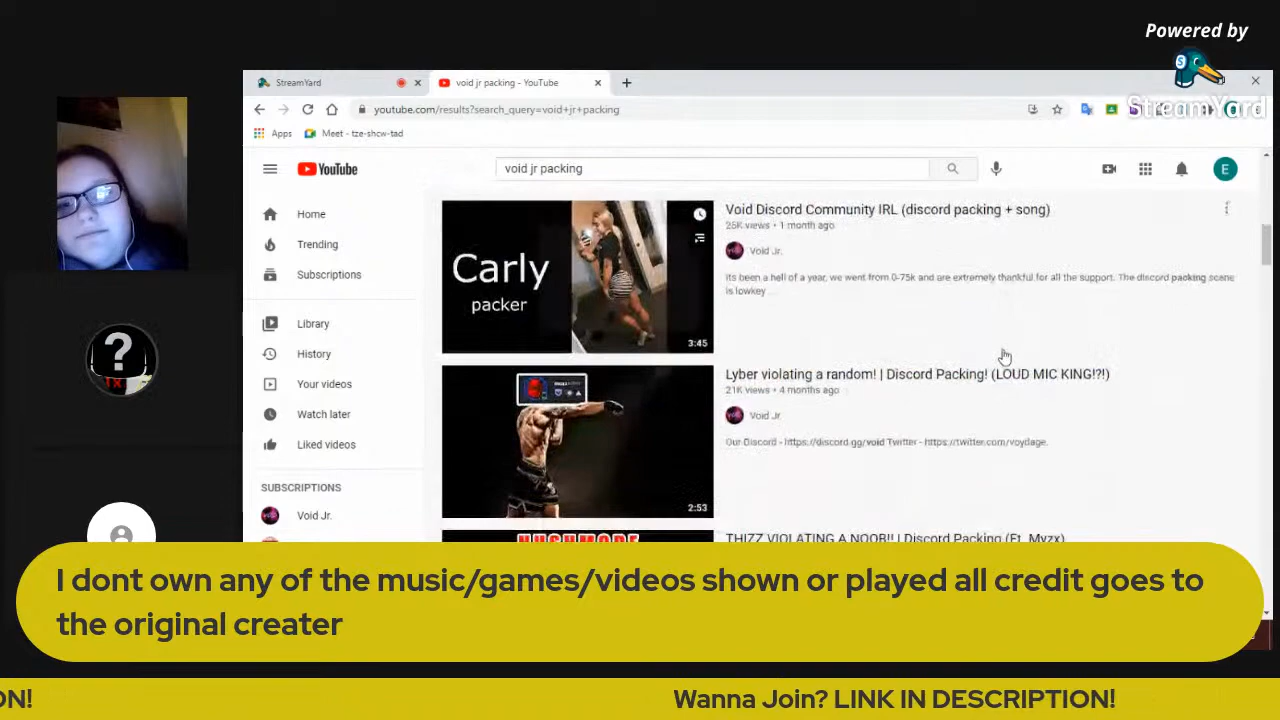 Powered by
StreamYard
StreamYard
void jr packing - YouTube
youtube.com/results?search_query=void+jr+packing
Apps
Meet - tze-shcw-tad
YouTube
void jr packing
E
Home
Trending
Subscriptions
Library
History
Your videos
Watch later
Liked videos
SUBSCRIPTIONS
Void Jr.
Carly
packer
3:45
Void Discord Community IRL (discord packing + song)
25K views • 1 month ago
Void Jr.
Its been a hell of a year, we went from 0-75k and are extremely thankful for all the support. The discord packing scene
is lowkey ...
2:53
Lyber violating a random! | Discord Packing! (LOUD MIC KING!?!)
21K views • 4 months ago
Void Jr.
Our Discord - https://discord.gg/void Twitter - https://twitter.com/voydage.
THIZZ VIOLATING A NOOB!! | Discord Packing (Ft. Myzx)
?
I dont own any of the music/games/videos shown or played all credit goes to
the original creater
ON!
Wanna Join? LINK IN DESCRIPTION!